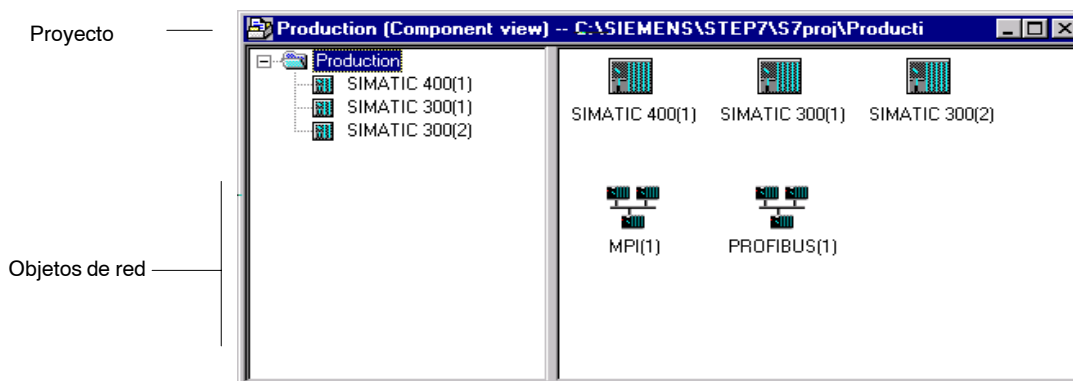 Proyecto
Production (Component view) -- C:\SIEMENS\STEP7\S7proj\Producti
Production
SIMATIC 400(1)
SIMATIC 300(1)
SIMATIC 300(2)
SIMATIC 400(1) SIMATIC 300(1) SIMATIC 300(2)
MPI(1) PROFIBUS(1)
Objetos de red